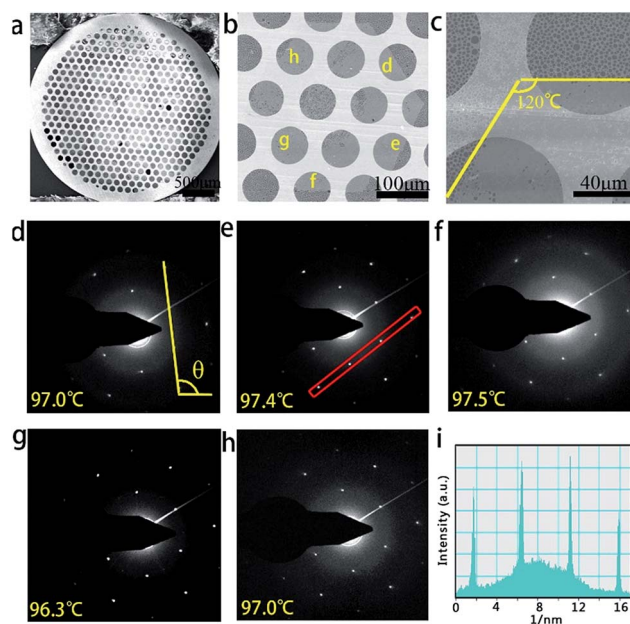 a
500μm
b
h
d
g
e
f
100μm
c
120℃
40μm
d
θ
97.0℃
e
97.4℃
f
97.5℃
g
96.3℃
h
97.0℃
i
Intensity (a.u.)
0 4 8 12 16
1/nm